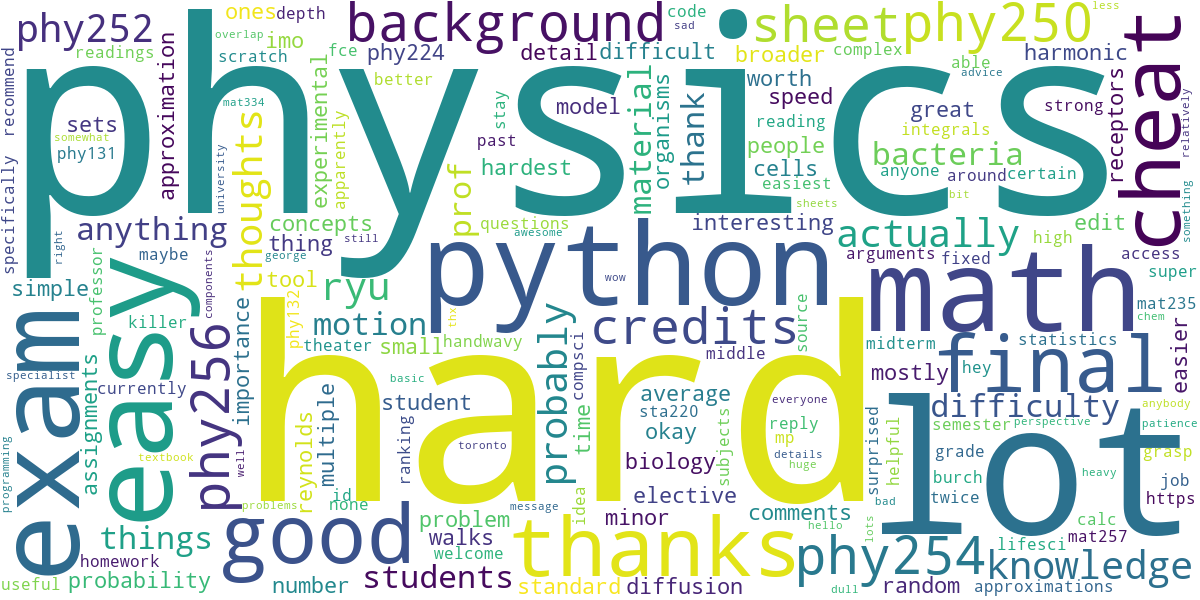 physics
hard
lot
python
math
exam
easy
final
good
thanks
cheat
background
sheet
phy250
phy252
phy254
phy256
credits
knowledge
actually
thoughts
probably
bacteria
students
anything
ryu
prof
material
thank
motion
difficulty
things
difficult
phy224
ones
depth
readings
overlap
imo
fce
detail
broader
complex
code
less
sad
worth
able
advice
harmonic
scratch
better
mat334
model
speed
great
strong
sets
somewhat
phy131
approximation
experimental
apparently
stay
past
organisms
reading
integrals
receptors
relatively
recommend
specifically
people
hardest
cells
easiest
anyone
around
certain
bit
sheets
university
concepts
questions
interesting
edit
high
something
right
maybe
thing
still
awesome
george
arguments
fixed
access
super
simple
professor
killer
components
tool
wow
source
mat235
chem
importance
phy132
thx
theater
small
handwavy
compsci
middle
midterm
statistics
hey
easier
specialist
currently
basic
mostly
assignments
multiple
student
average
everyone
sta220
subjects
reply
okay
mp
details
huge
surprised
helpful
semester
perspective
anybody
patience
grade
grasp
programming
textbook
well
reynolds
ranking
toronto
time
idea
biology
elective
bad
burch
twice
job
https
problems
id
none
message
minor
comments
hello
lots
calc
mat257
lifesci
problem
walks
welcome
homework
useful
probability
number
standard
diffusion
dull
random
approximations